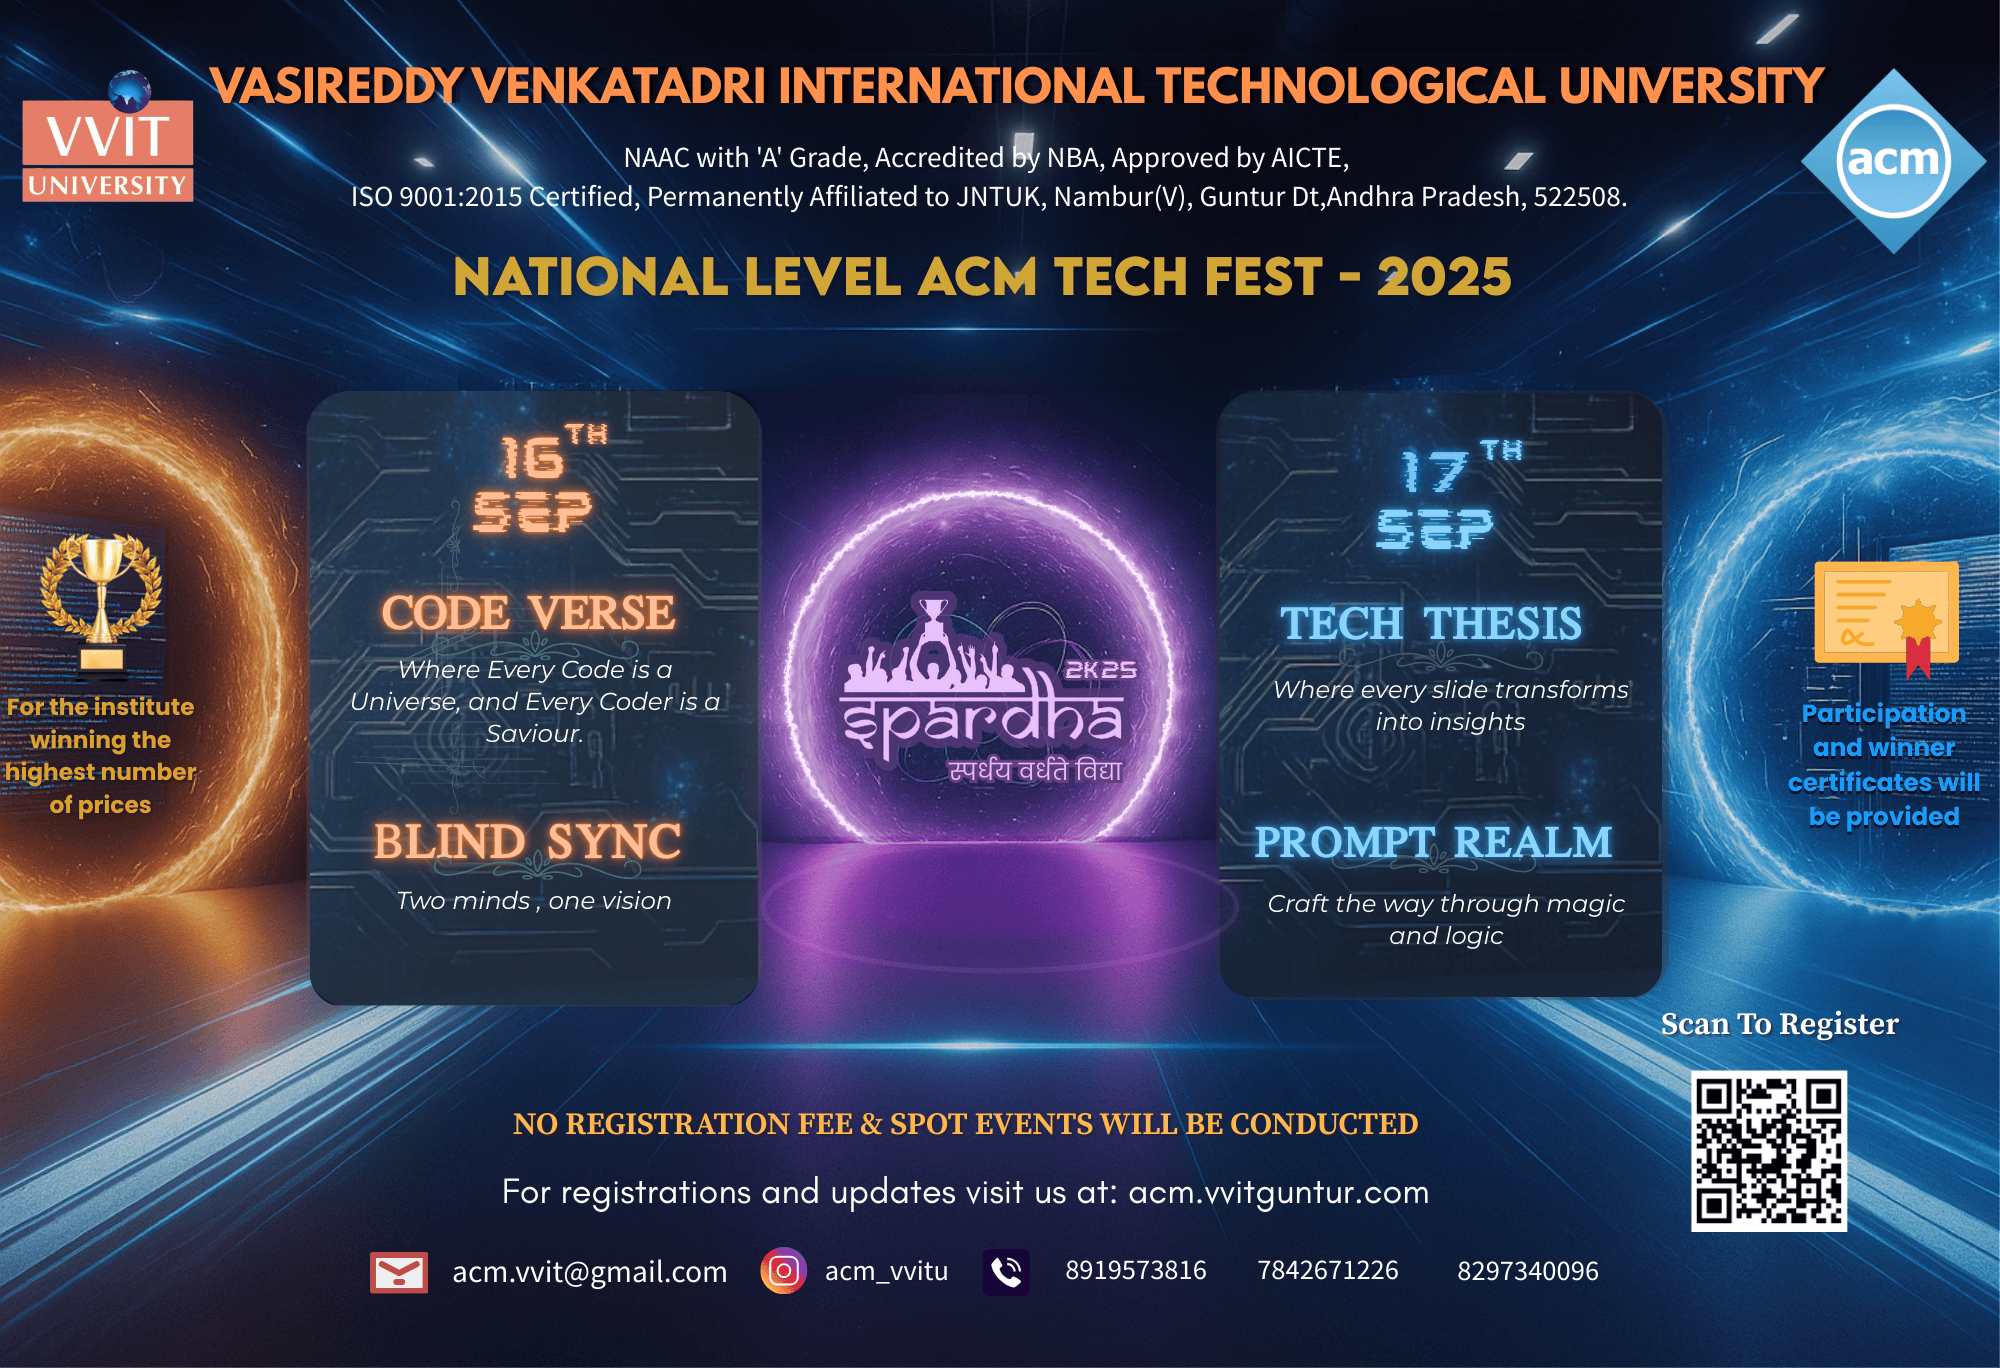 VASIREDDY VENKATADRI INTERNATIONAL TECHNOLOGICAL UNIVERSITY
VVIT
UNIVERSITY
acm
NAAC with 'A' Grade, Accredited by NBA, Approved by AICTE,
ISO 9001:2015 Certified, Permanently Affiliated to JNTUK, Nambur(V), Guntur Dt,Andhra Pradesh, 522508.
NATIONAL LEVEL ACM TECH FEST - 2025
For the institute
winning the
highest number
of prices
16TH
SEP
CODE VERSE
Where Every Code is a
Universe, and Every Coder is a
Saviour.
BLIND SYNC
Two minds , one vision
2K25
spardha
स्पर्धय वर्धते विद्या
17TH
SEP
TECH THESIS
Where every slide transforms
into insights
PROMPT REALM
Craft the way through magic
and logic
Participation
and winner
certificates will
be provided
Scan To Register
NO REGISTRATION FEE & SPOT EVENTS WILL BE CONDUCTED
For registrations and updates visit us at: acm.vvitguntur.com
acm.vvit@gmail.com acm_vvitu 8919573816 7842671226 8297340096